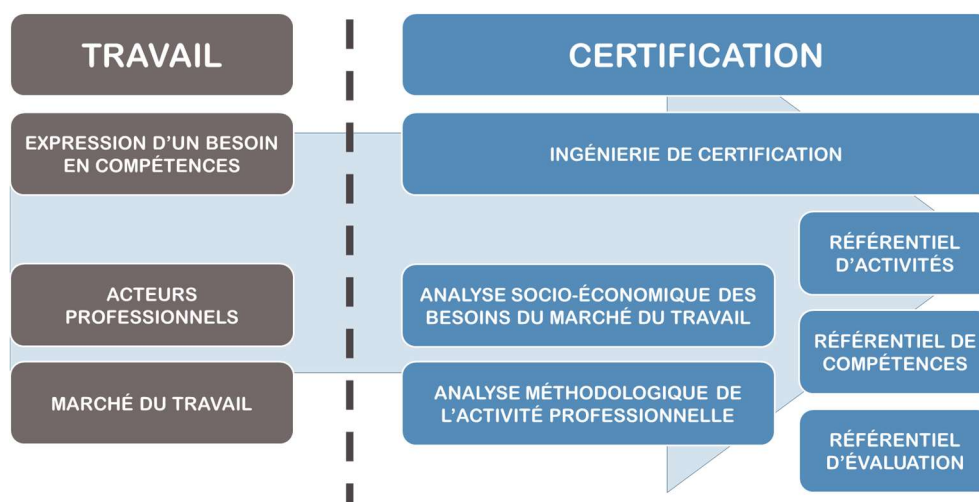 TRAVAIL
EXPRESSION D'UN BESOIN
EN COMPÉTENCES
ACTEURS
PROFESSIONNELS
MARCHÉ DU TRAVAIL
CERTIFICATION
INGÉNIERIE DE CERTIFICATION
ANALYSE SOCIO-ÉCONOMIQUE DES
BESOINS DU MARCHÉ DU TRAVAIL
ANALYSE MÉTHODOLOGIQUE DE
L'ACTIVITÉ PROFESSIONNELLE
RÉFÉRENTIEL
D'ACTIVITÉS
RÉFÉRENTIEL DE
COMPÉTENCES
RÉFÉRENTIEL
D'ÉVALUATION